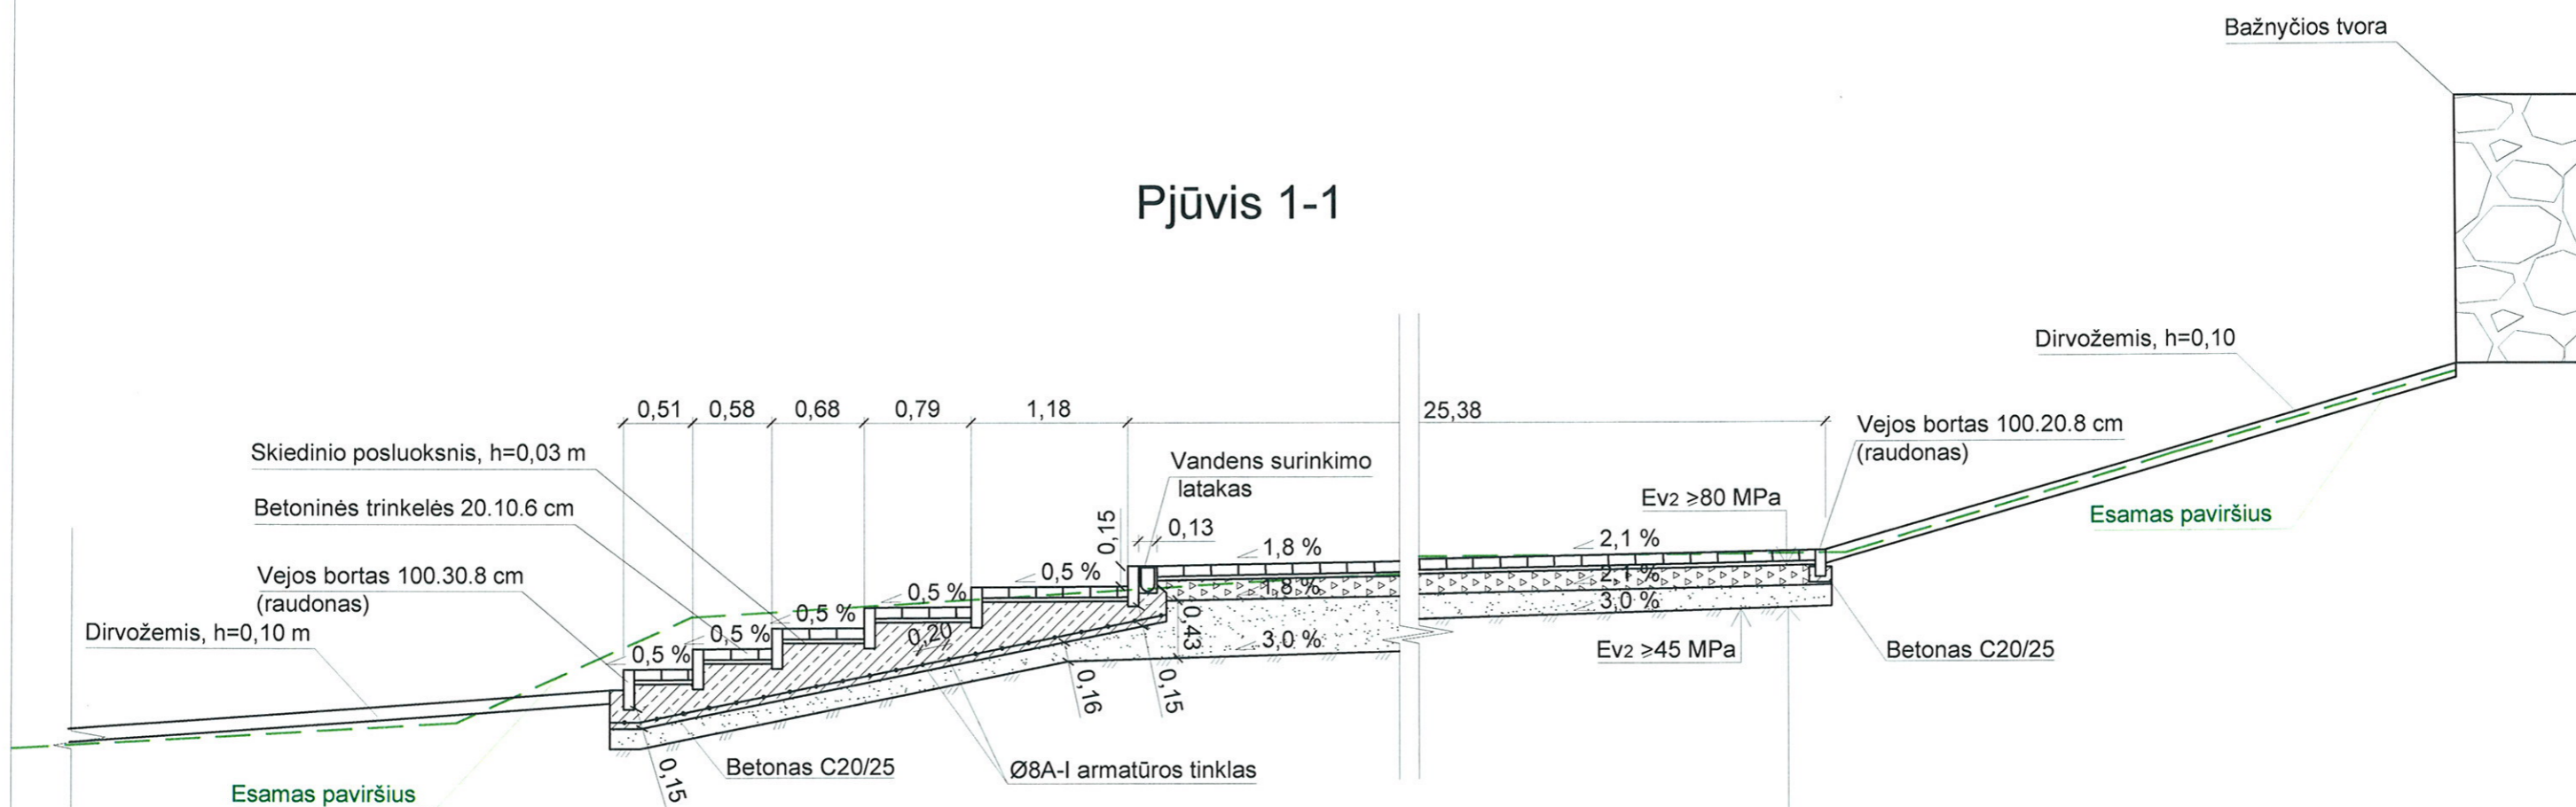 Bažnyčios tvora
Pjūvis 1-1
Dirvožemis, h=0,10
0,51
0,58
0,68
0,79
1,18
25,38
Vejos bortas 100.20.8 cm
(raudonas)
Skiedinio posluoksnis, h=0,03 m
Vandens surinkimo
latakas
Betoninės trinkelės 20.10.6 cm
Ev2 ≥80 MPa
Esamas paviršius
0,15
0,13
1,8 %
2,1 %
Vejos bortas 100.30.8 cm
(raudonas)
0,5 %
0,5 %
0,5 %
0,5 %
0,5 %
1,8 %
2,1 %
3,0 %
Dirvožemis, h=0,10 m
0,20
0,43
3,0 %
Ev2 ≥45 MPa
Betonas C20/25
0,16
0,15
0,15
Betonas C20/25
Ø8A-I armatūros tinklas
Esamas paviršius